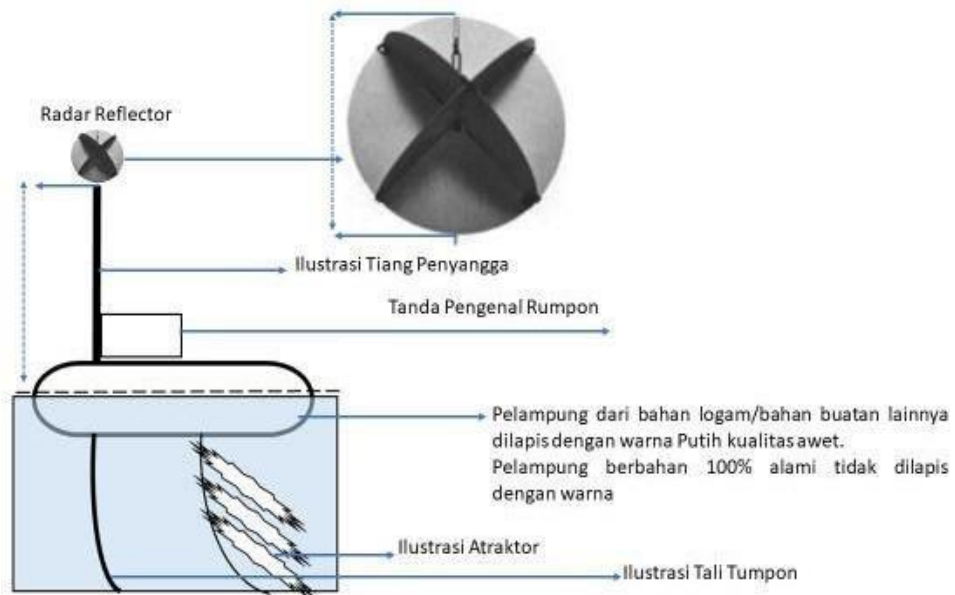 Radar Reflector
Ilustrasi Tiang Penyangga
Tanda Pengenal Rumpon
Pelampung dari bahan logam/bahan buatan lainnya
dilapis dengan warna Putih kualitas awet.
Pelampung berbahan 100% alami tidak dilapis
dengan warna
Ilustrasi Atraktor
Ilustrasi Tali Tumpon